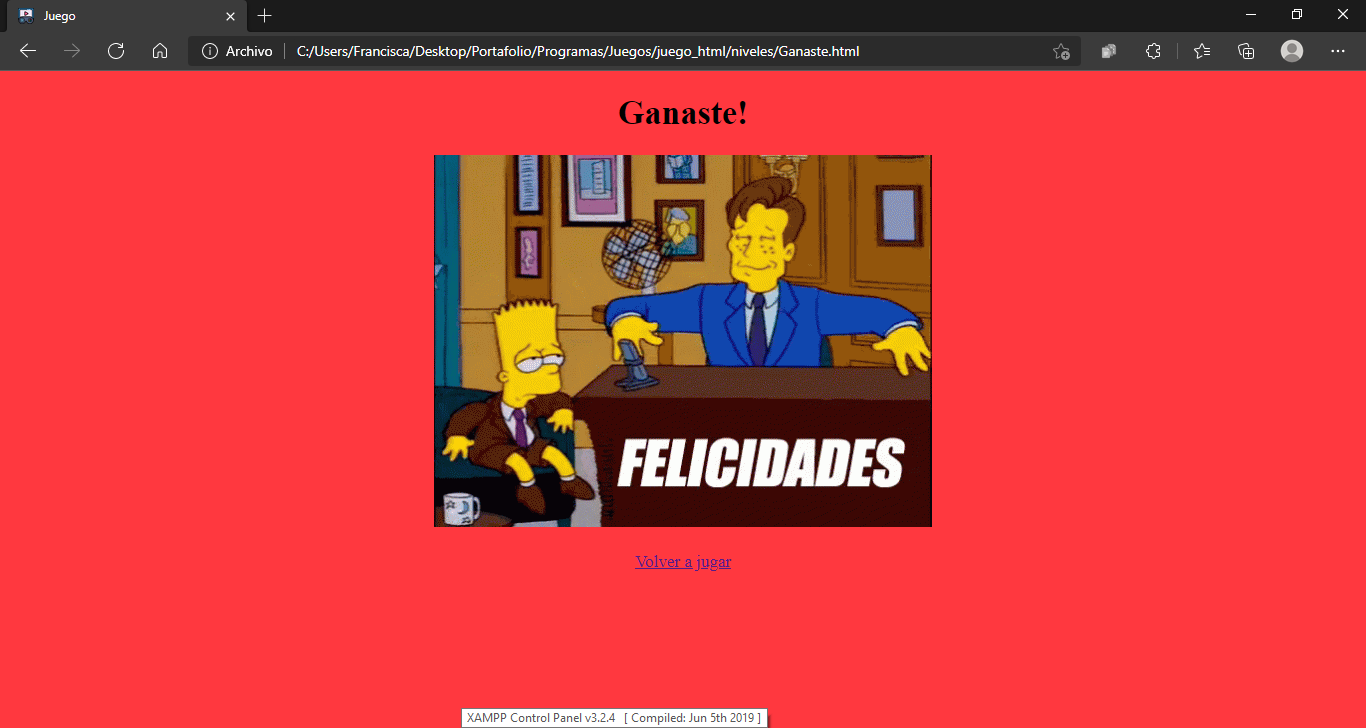 Juego
Archivo
C:/Users/Francisca/Desktop/Portafolio/Programas/Juegos/juego_html/niveles/Ganaste.html
Ganaste!
FELICIDADES
Volver a jugar
XAMPP Control Panel v3.2.4 [ Compiled: Jun 5th 2019 ]